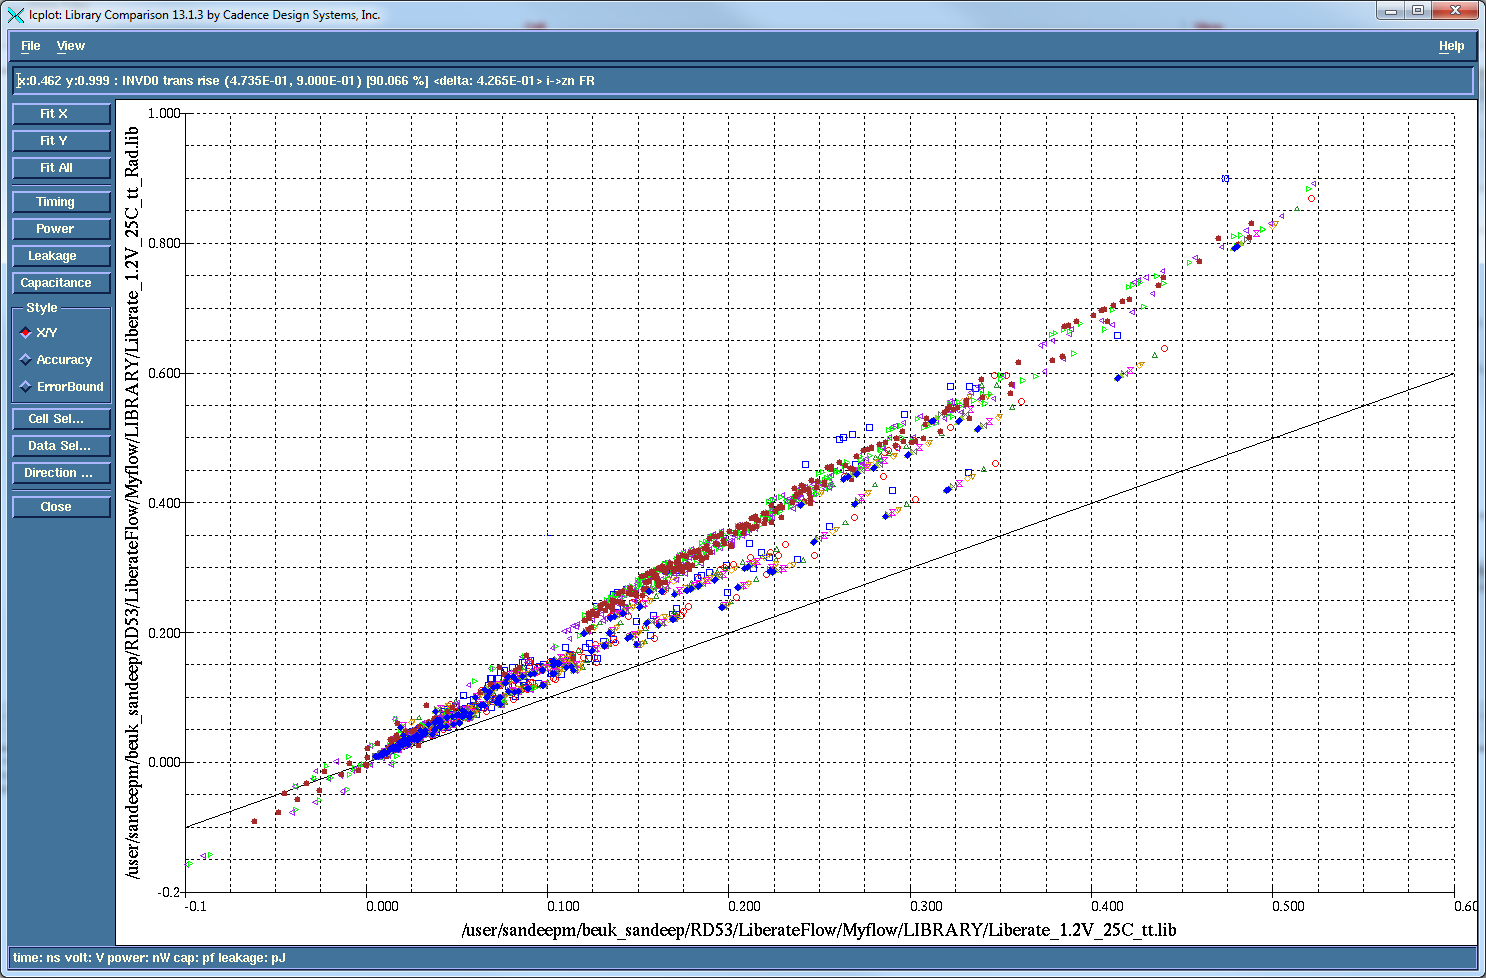 lcplot: Library Comparison 13.1.3 by Cadence Design Systems, Inc.
File View Help
x:0.462 y:0.999 : INVD0 trans rise (4.735E-01, 9.000E-01) [90.066 %] <delta: 4.265E-01> i->zn FR
Fit X
Fit Y
Fit All
Timing
Power
Leakage
Capacitance
Style
X/Y
Accuracy
ErrorBound
Cell Sel...
Data Sel...
Direction ...
Close
/user/sandeepm/beuk_sandeep/RD53/LiberateFlow/Myflow/LIBRARY/Liberate_1.2V_25C_tt_Rad.lib
1.000
0.800
0.600
0.400
0.200
0.000
-0.2
-0.1 0.000 0.100 0.200 0.300 0.400 0.500 0.60
/user/sandeepm/beuk_sandeep/RD53/LiberateFlow/Myflow/LIBRARY/Liberate_1.2V_25C_tt.lib
time: ns volt: V power: nW cap: pf leakage: pJ